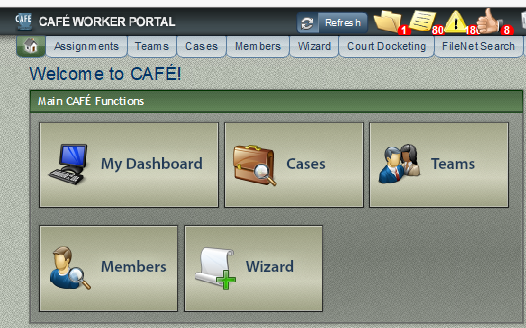 CAFÉ CAFÉ WORKER PORTAL Refresh 1 80 180 8
Assignments Teams Cases Members Wizard Court Docketing FileNet Search
Welcome to CAFÉ!
Main CAFÉ Functions
My Dashboard Cases Teams
Members Wizard